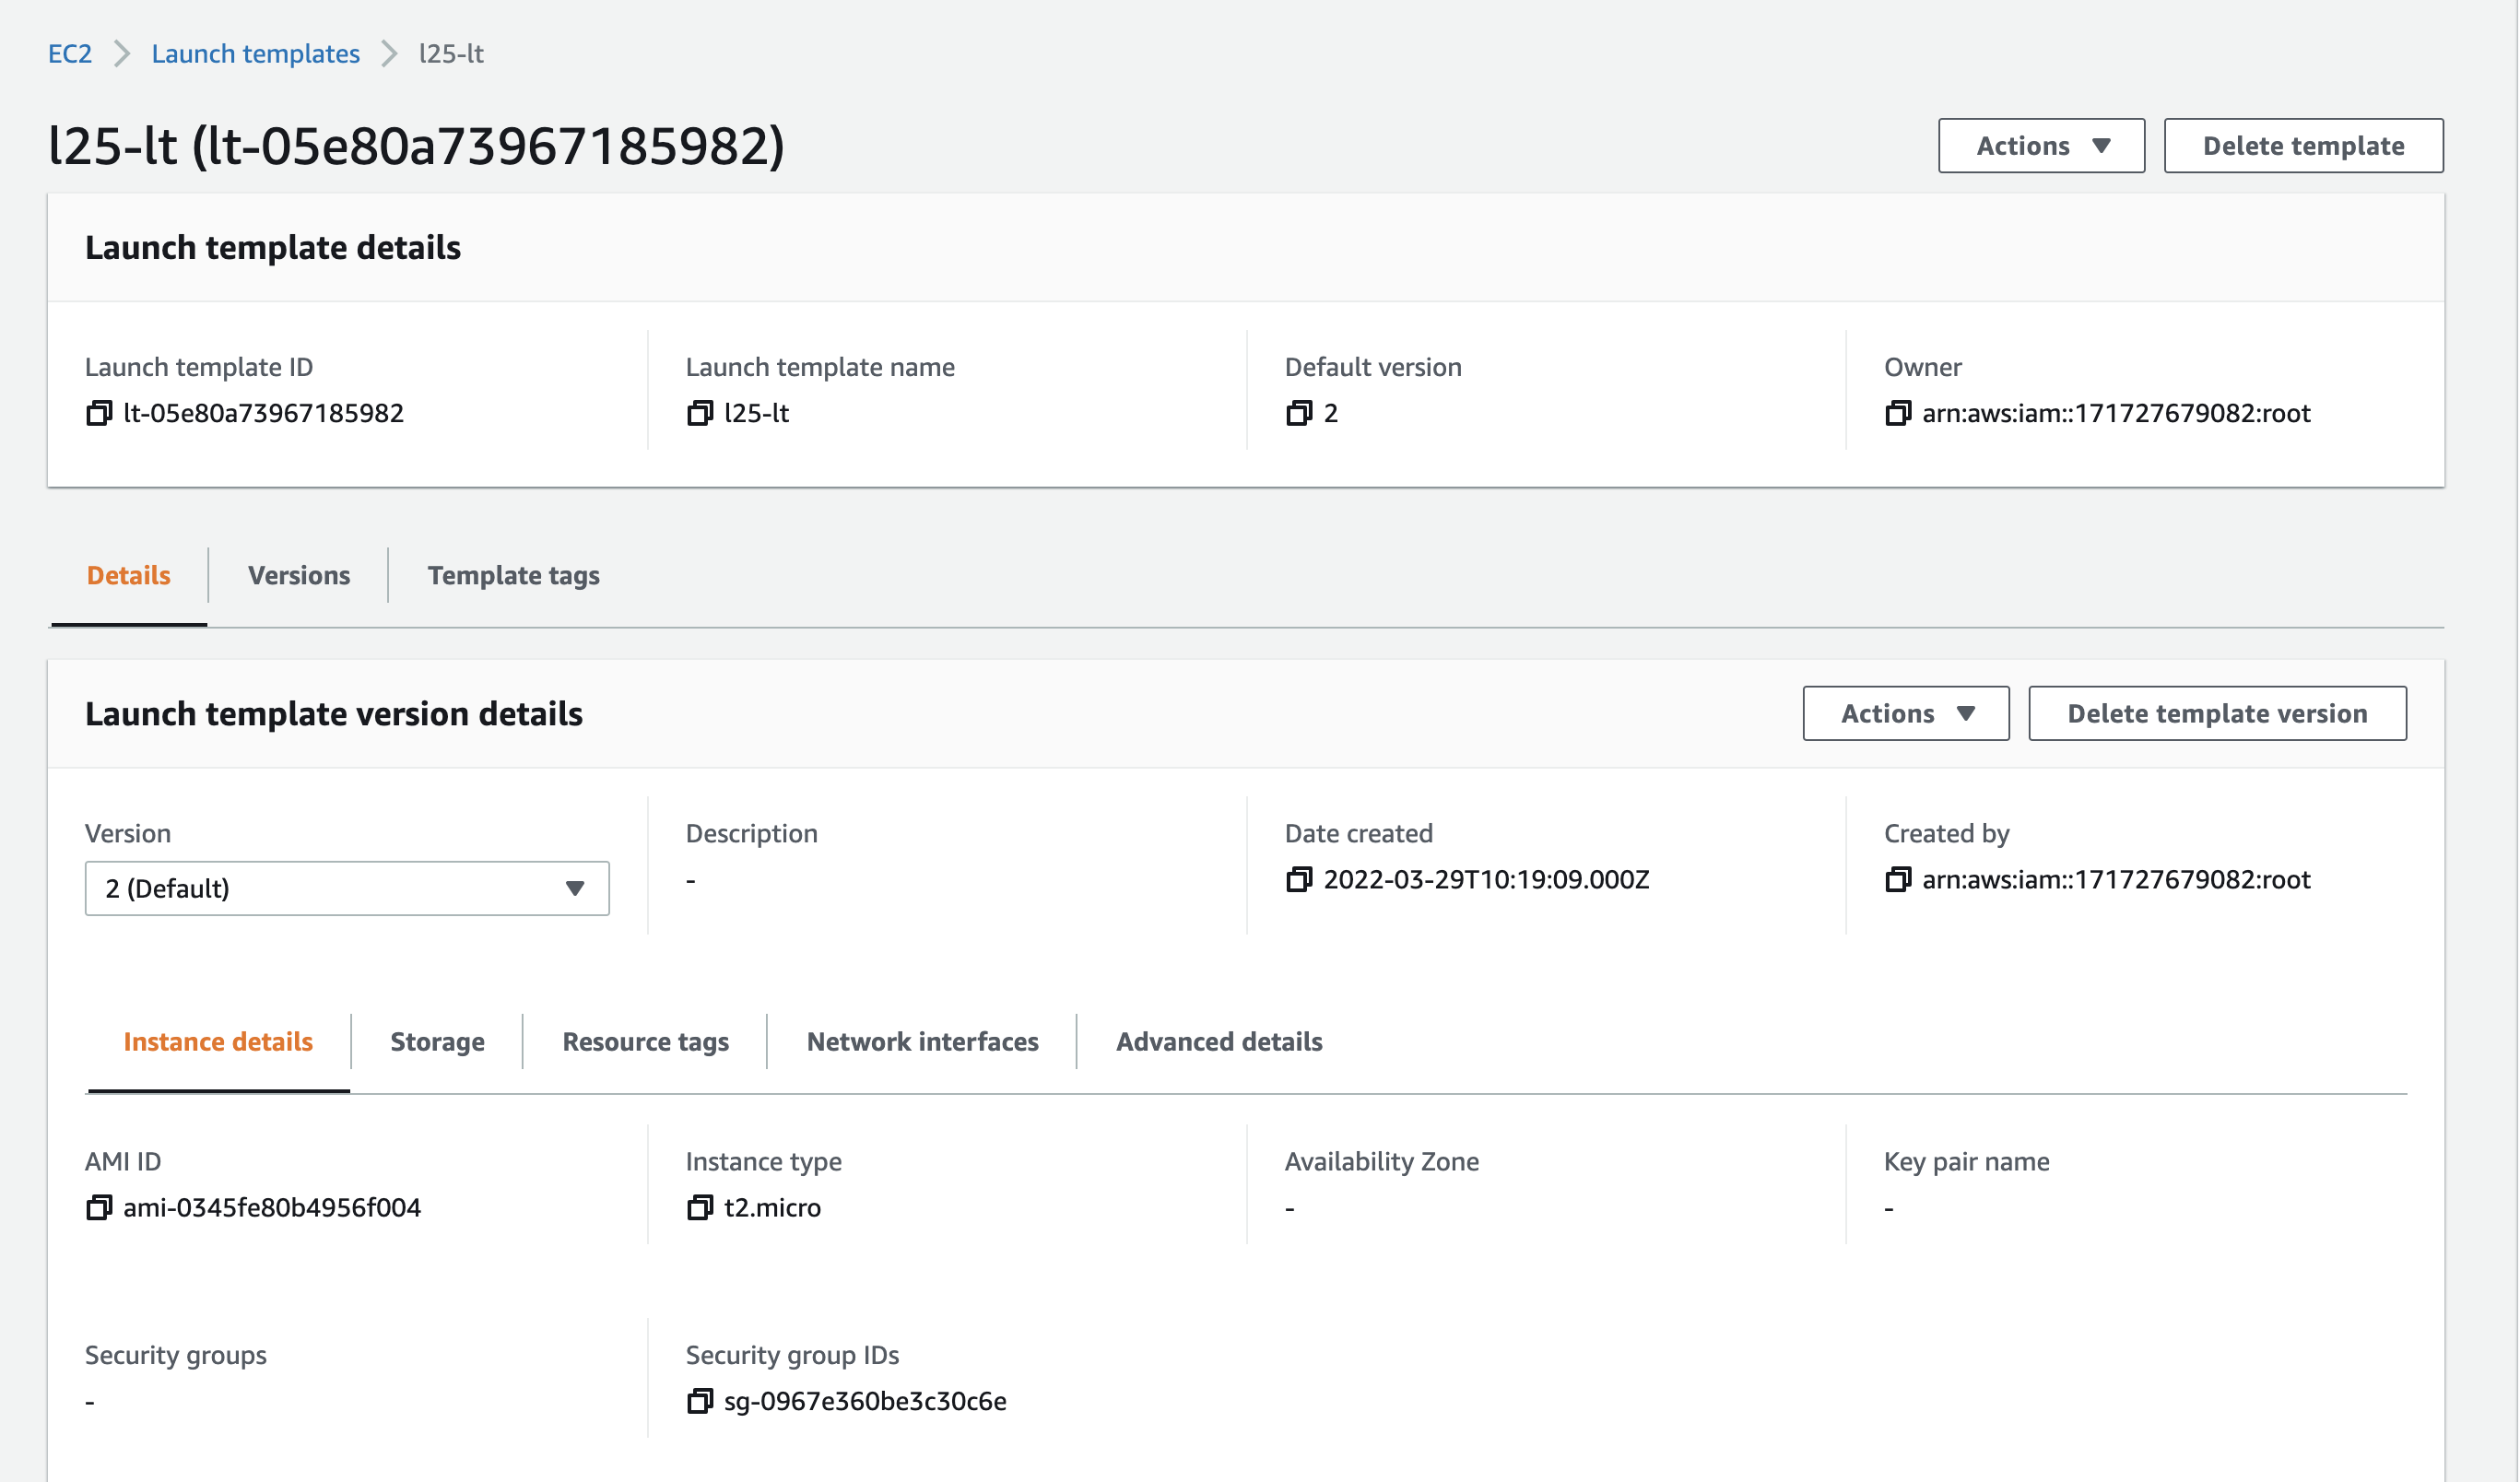 EC2 > Launch templates > l25-lt
l25-lt (lt-05e80a73967185982)
Actions ▼ Delete template
Launch template details
Launch template ID Launch template name Default version Owner
lt-05e80a73967185982 l25-lt 2 arn:aws:iam::171727679082:root
Details Versions Template tags
Launch template version details
Actions ▼ Delete template version
Version Description Date created Created by
2 (Default) ▼ - 2022-03-29T10:19:09.000Z arn:aws:iam::171727679082:root
Instance details Storage Resource tags Network interfaces Advanced details
AMI ID Instance type Availability Zone Key pair name
ami-0345fe80b4956f004 t2.micro - -
Security groups Security group IDs
- sg-0967e360be3c30c6e